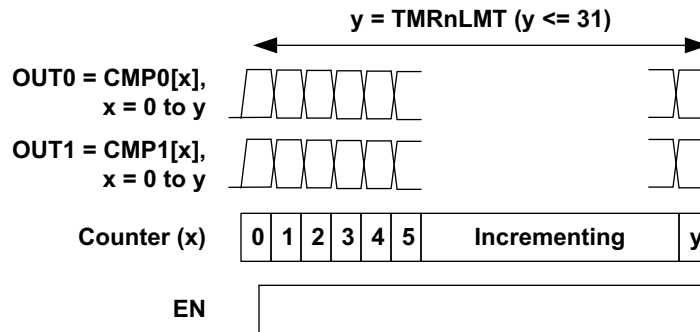 y = TMRnLMT (y <= 31)
OUT0 = CMP0[x],
x = 0 to y
OUT1 = CMP1[x],
x = 0 to y
Counter (x) 0 1 2 3 4 5 Incrementing y
EN